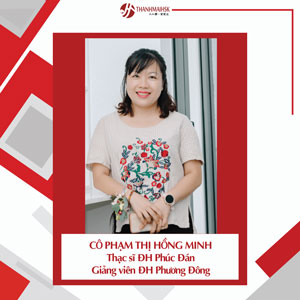 THANHMAIHSK
CÔ PHẠM THỊ HỒNG MINH
Thạc sĩ ĐH Phúc Đán
Giảng viên ĐH Phương Đông